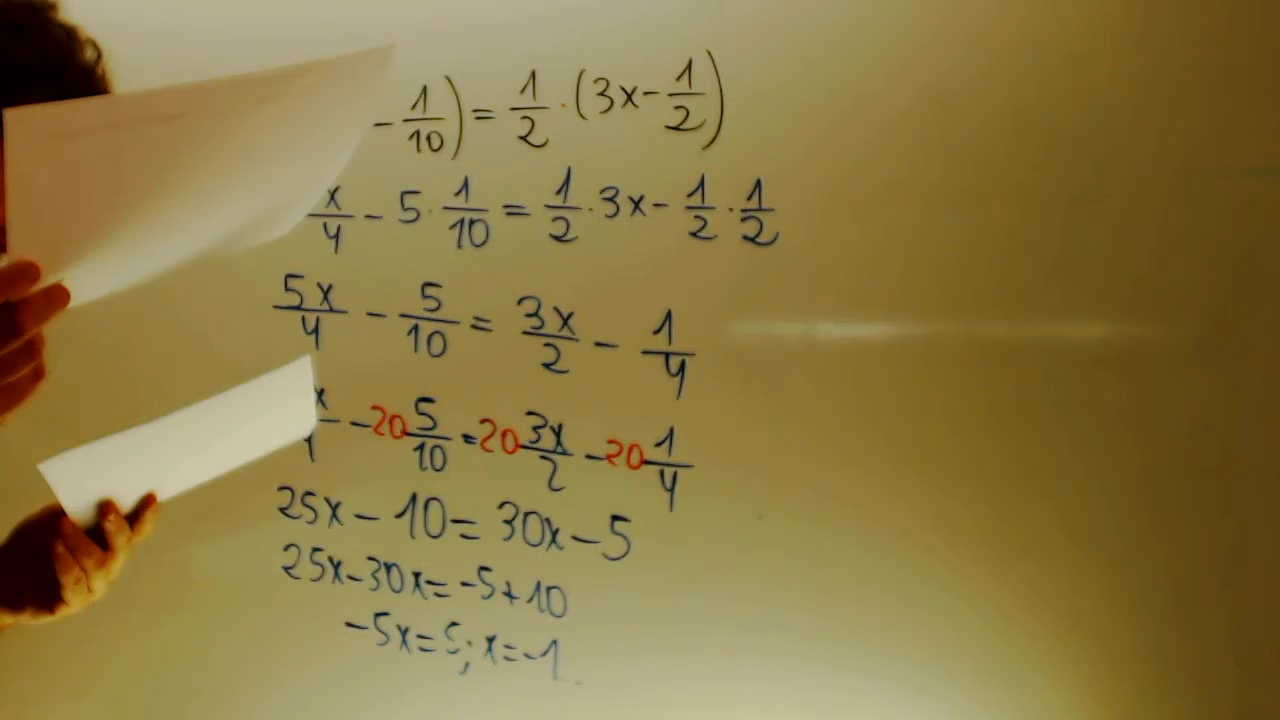 - 1/10) = 1/2 · (3x - 1/2)
x/4 - 5 · 1/10 = 1/2 · 3x - 1/2 · 1/2
5x/4 - 5/10 = 3x/2 - 1/4
- 20 5/10 = 20 3x/2 - 20 1/4
25x - 10 = 30x - 5
25x - 30x = -5 + 10
-5x = 5; x = -1